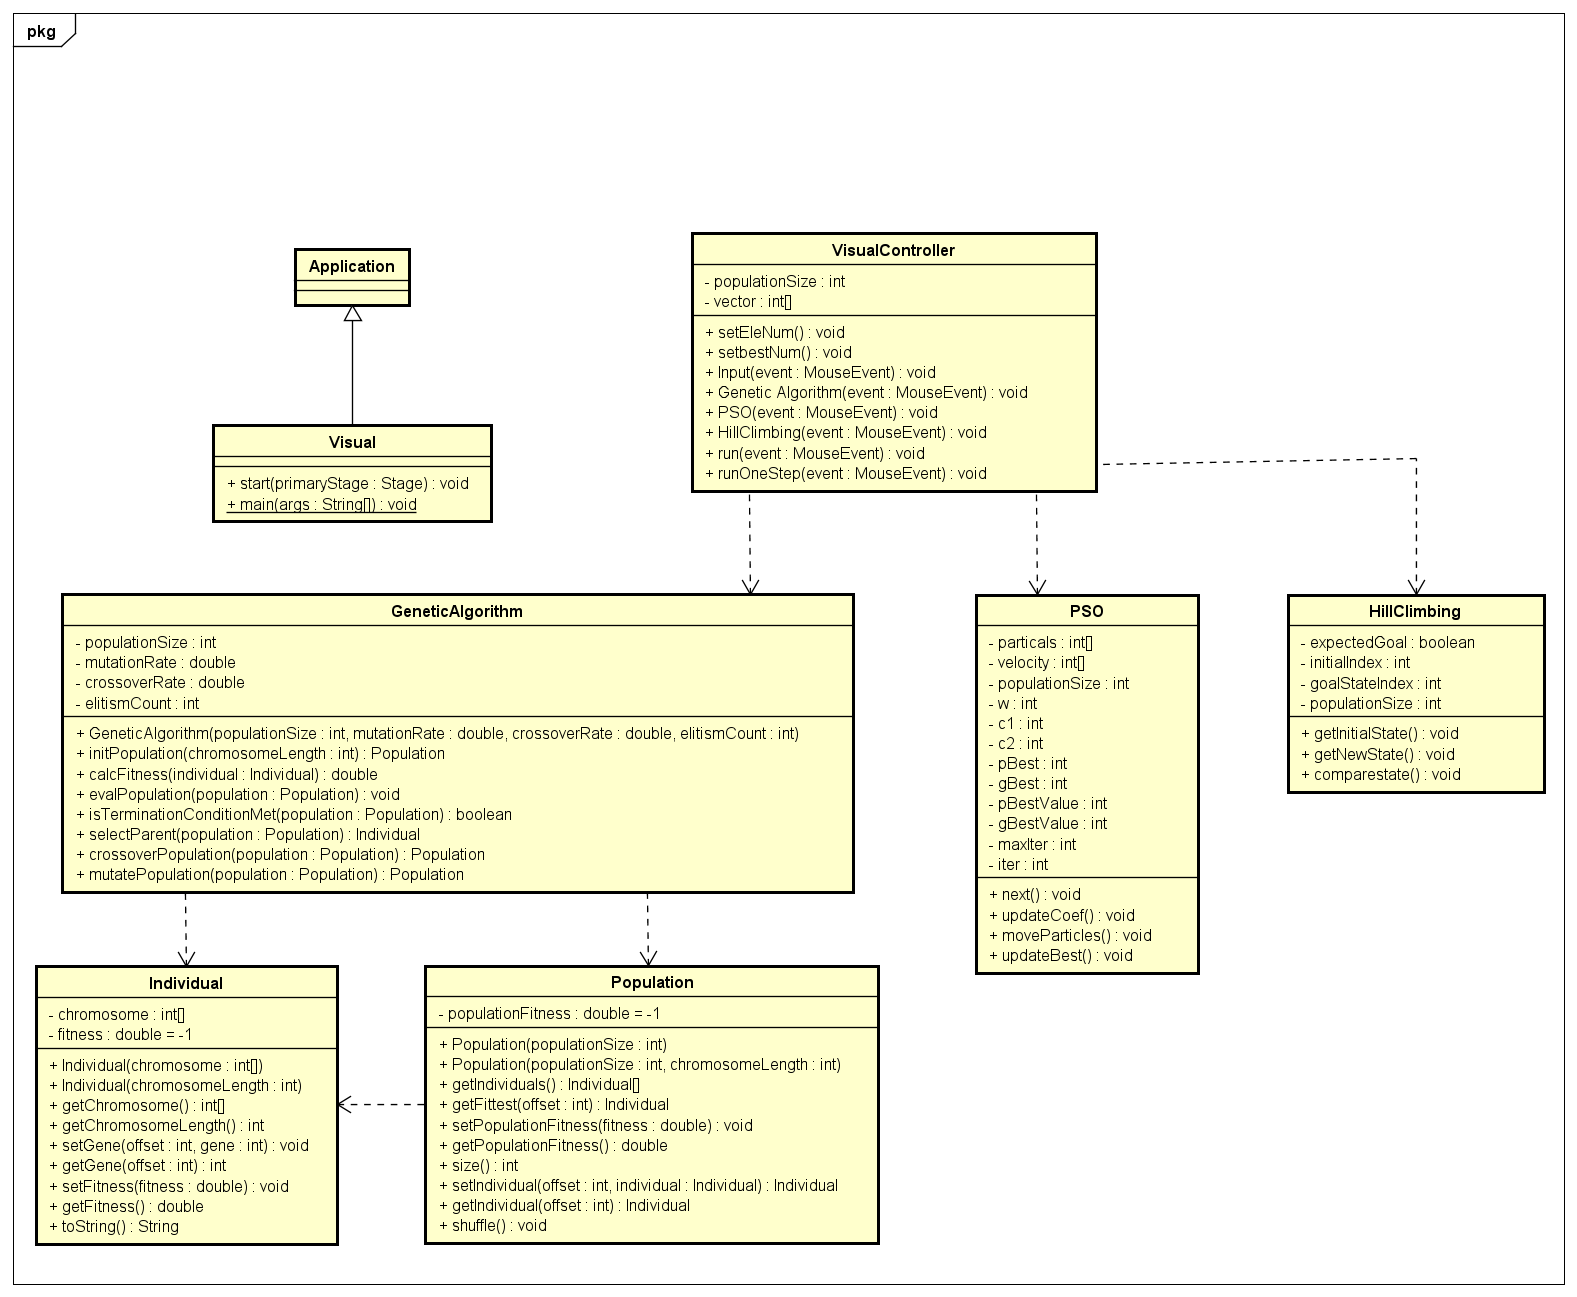 pkg
Application
Visual
+ start(primaryStage : Stage) : void
+ main(args : String[]) : void
VisualController
- populationSize : int
- vector : int[]
+ setEleNum() : void
+ setbestNum() : void
+ Input(event : MouseEvent) : void
+ Genetic Algorithm(event : MouseEvent) : void
+ PSO(event : MouseEvent) : void
+ HillClimbing(event : MouseEvent) : void
+ run(event : MouseEvent) : void
+ runOneStep(event : MouseEvent) : void
GeneticAlgorithm
- populationSize : int
- mutationRate : double
- crossoverRate : double
- elitismCount : int
+ GeneticAlgorithm(populationSize : int, mutationRate : double, crossoverRate : double, elitismCount : int)
+ initPopulation(chromosomeLength : int) : Population
+ calcFitness(individual : Individual) : double
+ evalPopulation(population : Population) : void
+ isTerminationConditionMet(population : Population) : boolean
+ selectParent(population : Population) : Individual
+ crossoverPopulation(population : Population) : Population
+ mutatePopulation(population : Population) : Population
PSO
- particals : int[]
- velocity : int[]
- populationSize : int
- w : int
- c1 : int
- c2 : int
- pBest : int
- gBest : int
- pBestValue : int
- gBestValue : int
- maxIter : int
- iter : int
+ next() : void
+ updateCoef() : void
+ moveParticles() : void
+ updateBest() : void
HillClimbing
- expectedGoal : boolean
- initialIndex : int
- goalStateIndex : int
- populationSize : int
+ getInitialState() : void
+ getNewState() : void
+ comparestate() : void
Individual
- chromosome : int[]
- fitness : double = -1
+ Individual(chromosome : int[])
+ Individual(chromosomeLength : int)
+ getChromosome() : int[]
+ getChromosomeLength() : int
+ setGene(offset : int, gene : int) : void
+ getGene(offset : int) : int
+ setFitness(fitness : double) : void
+ getFitness() : double
+ toString() : String
Population
- populationFitness : double = -1
+ Population(populationSize : int)
+ Population(populationSize : int, chromosomeLength : int)
+ getIndividuals() : Individual[]
+ getFittest(offset : int) : Individual
+ setPopulationFitness(fitness : double) : void
+ getPopulationFitness() : double
+ size() : int
+ setIndividual(offset : int, individual : Individual) : Individual
+ getIndividual(offset : int) : Individual
+ shuffle() : void